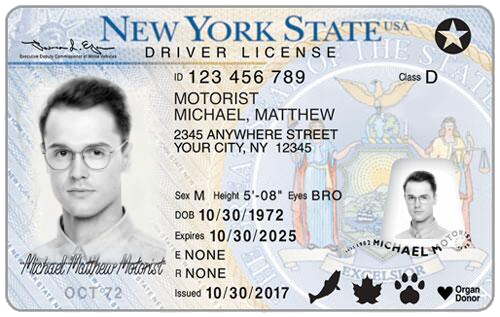 NEW YORK STATE USA
DRIVER LICENSE
Executive Deputy Commissioner of Motor Vehicles
ID 123 456 789
Class D
MOTORIST
MICHAEL, MATTHEW
2345 ANYWHERE STREET
YOUR CITY, NY 12345
Sex M Height 5'-08" Eyes BRO
DOB 10/30/1972
Expires 10/30/2025
E NONE
R NONE
Issued 10/30/2017
Michael Matthew Motorist
OCT 72
MICHAEL MOTOR
EXCELSIOR
Organ
Donor